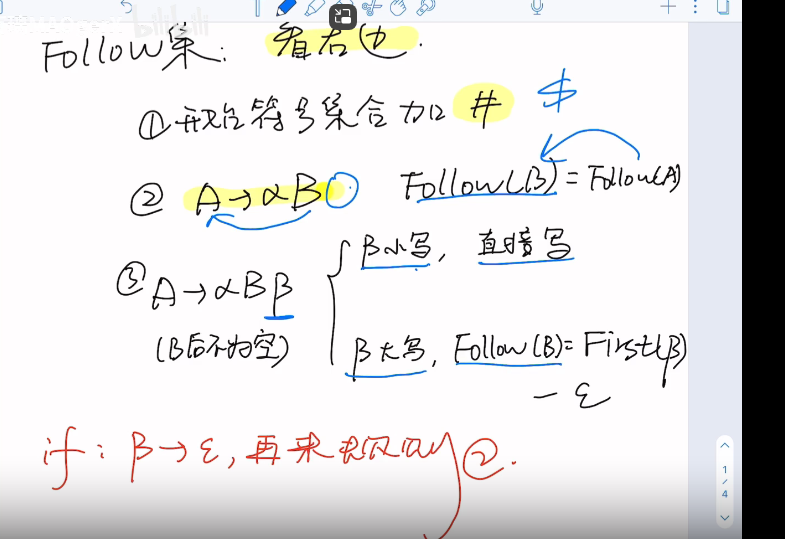 bilibili
Follow集：看右边.
①开始符号集合加 # $
② A→αB Follow(B)=Follow(A)
③ A→αBβ
β小写, 直接写
(B后不为空)
β大写, Follow(B)=First(β)
—ε
if: β→ε, 再来规则②.
1
/
4